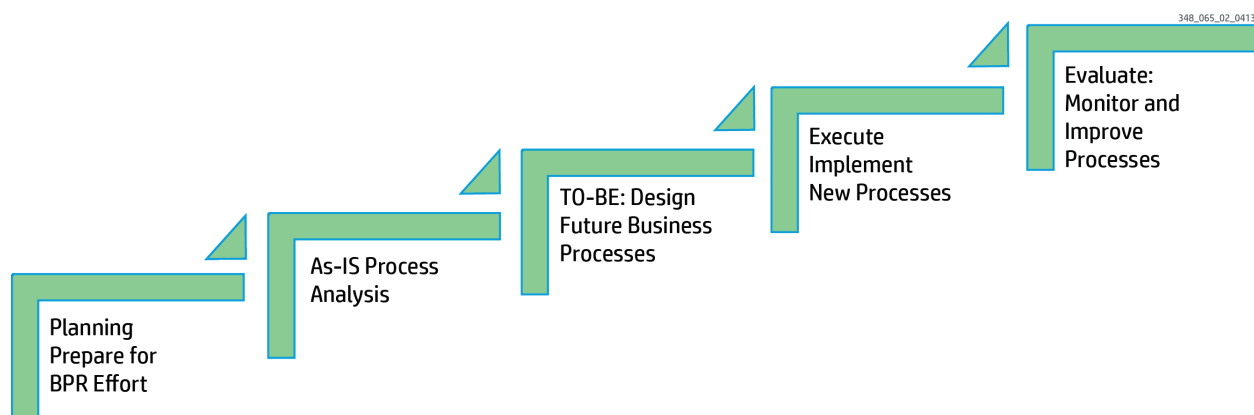 348_065_02_0413
Planning
Prepare for
BPR Effort
As-IS Process
Analysis
TO-BE: Design
Future Business
Processes
Execute
Implement
New Processes
Evaluate:
Monitor and
Improve
Processes